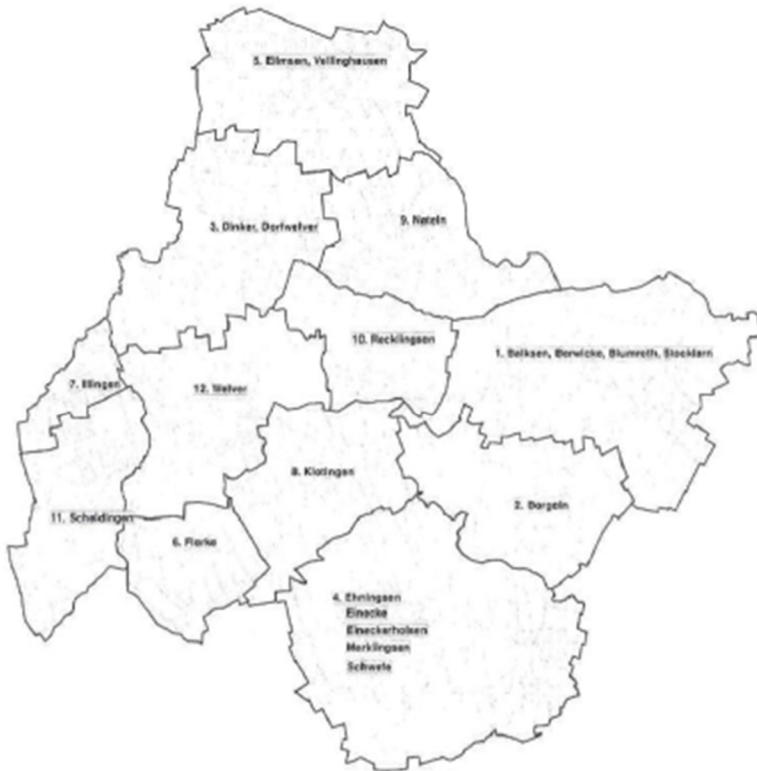 5. Eilmsen, Vellinghausen
3. Dinker, Dorfwelver
9. Nateln
10. Recklingsen
1. Balksen, Berwicke, Blumroth, Stocklarn
7. Illingen
12. Welver
8. Klotingen
2. Borgeln
11. Scheidingen
6. Flerke
4. Ehningsen
Einecke
Eineckerholsen
Merklingsen
Schwefe